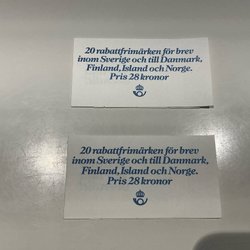 20 rabattfrimärken för brev
inom Sverige och till Danmark,
Finland, Island och Norge.
Pris 28 kronor
20 rabattfrimärken för brev
inom Sverige och till Danmark,
Finland, Island och Norge.
Pris 28 kronor